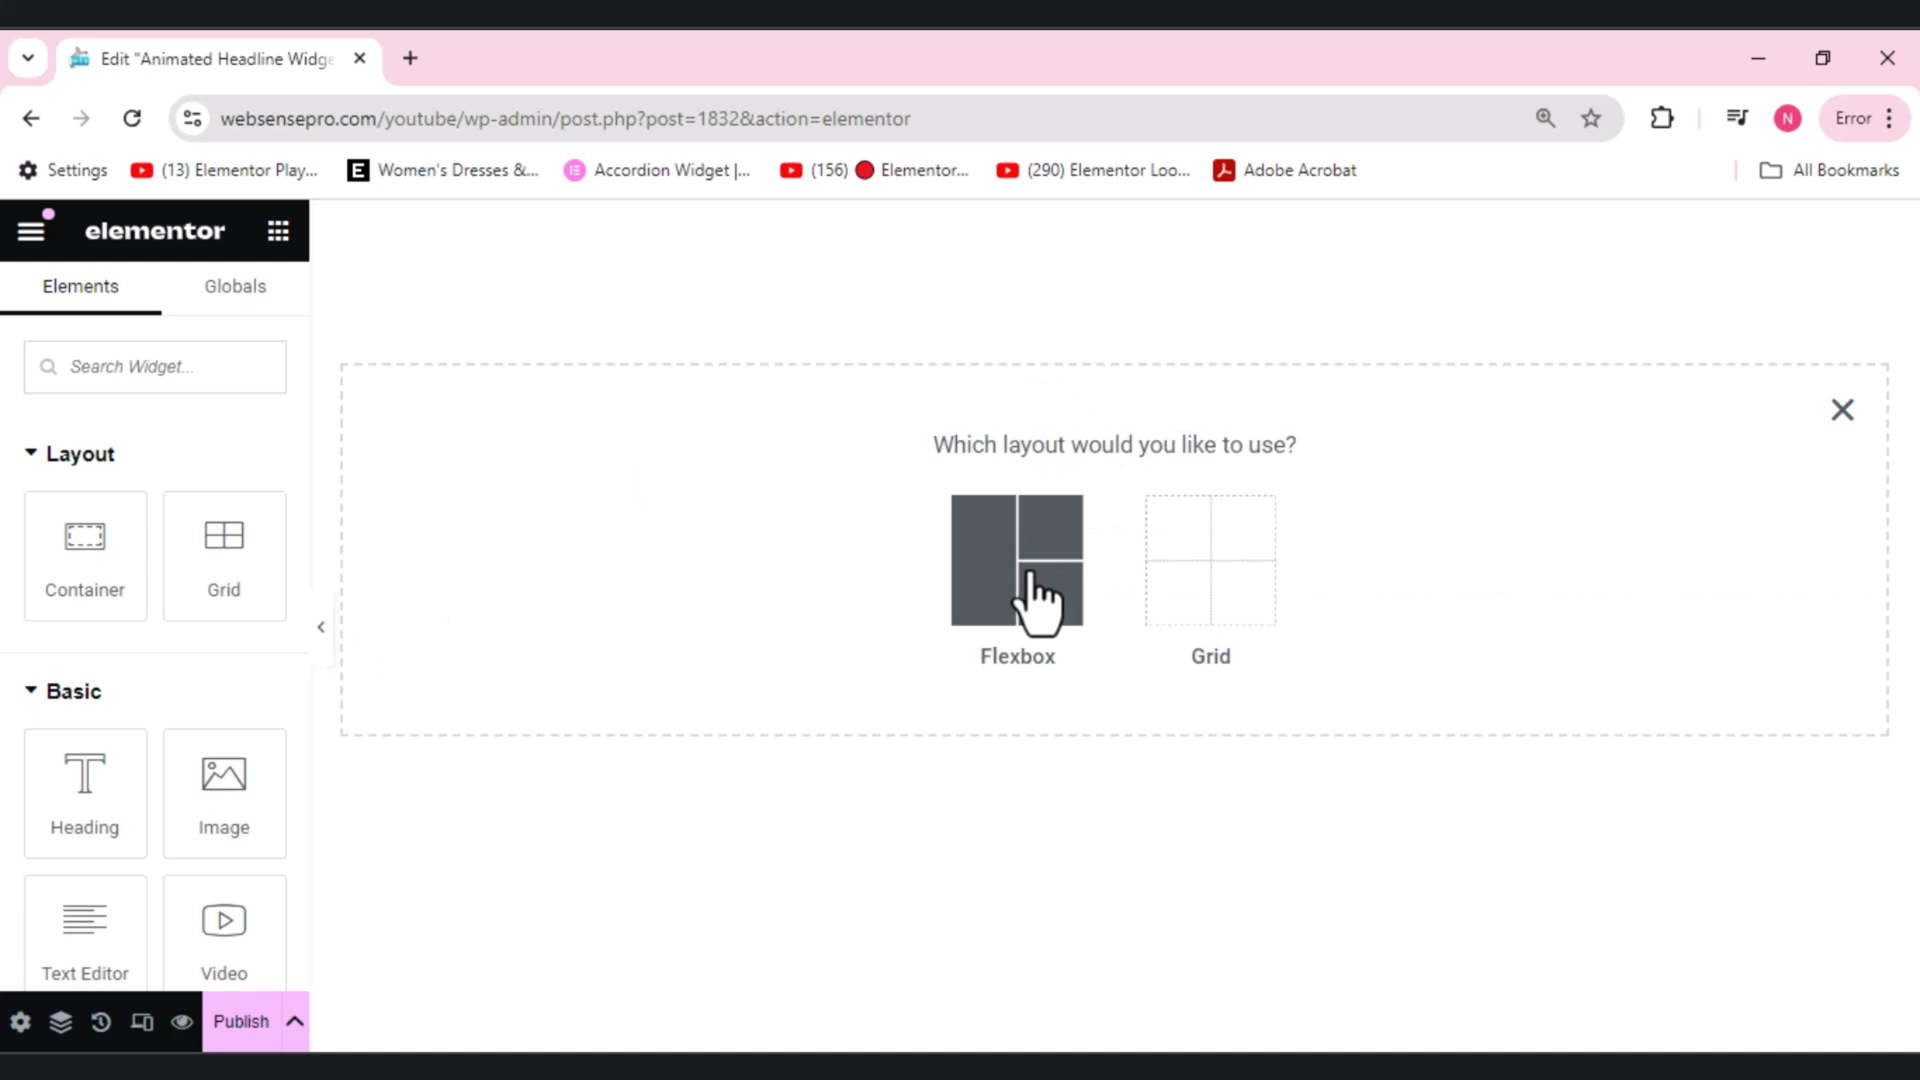 Edit "Animated Headline Widge
websensepro.com/youtube/wp-admin/post.php?post=1832&action=elementor
N
Error
Settings
(13) Elementor Play...
E
Women's Dresses &...
Accordion Widget |...
(156)
Elementor...
(290) Elementor Loo...
Adobe Acrobat
All Bookmarks
elementor
Elements
Globals
Search Widget...
Layout
Container
Grid
Basic
Heading
Image
Text Editor
Video
Publish
Which layout would you like to use?
Flexbox
Grid